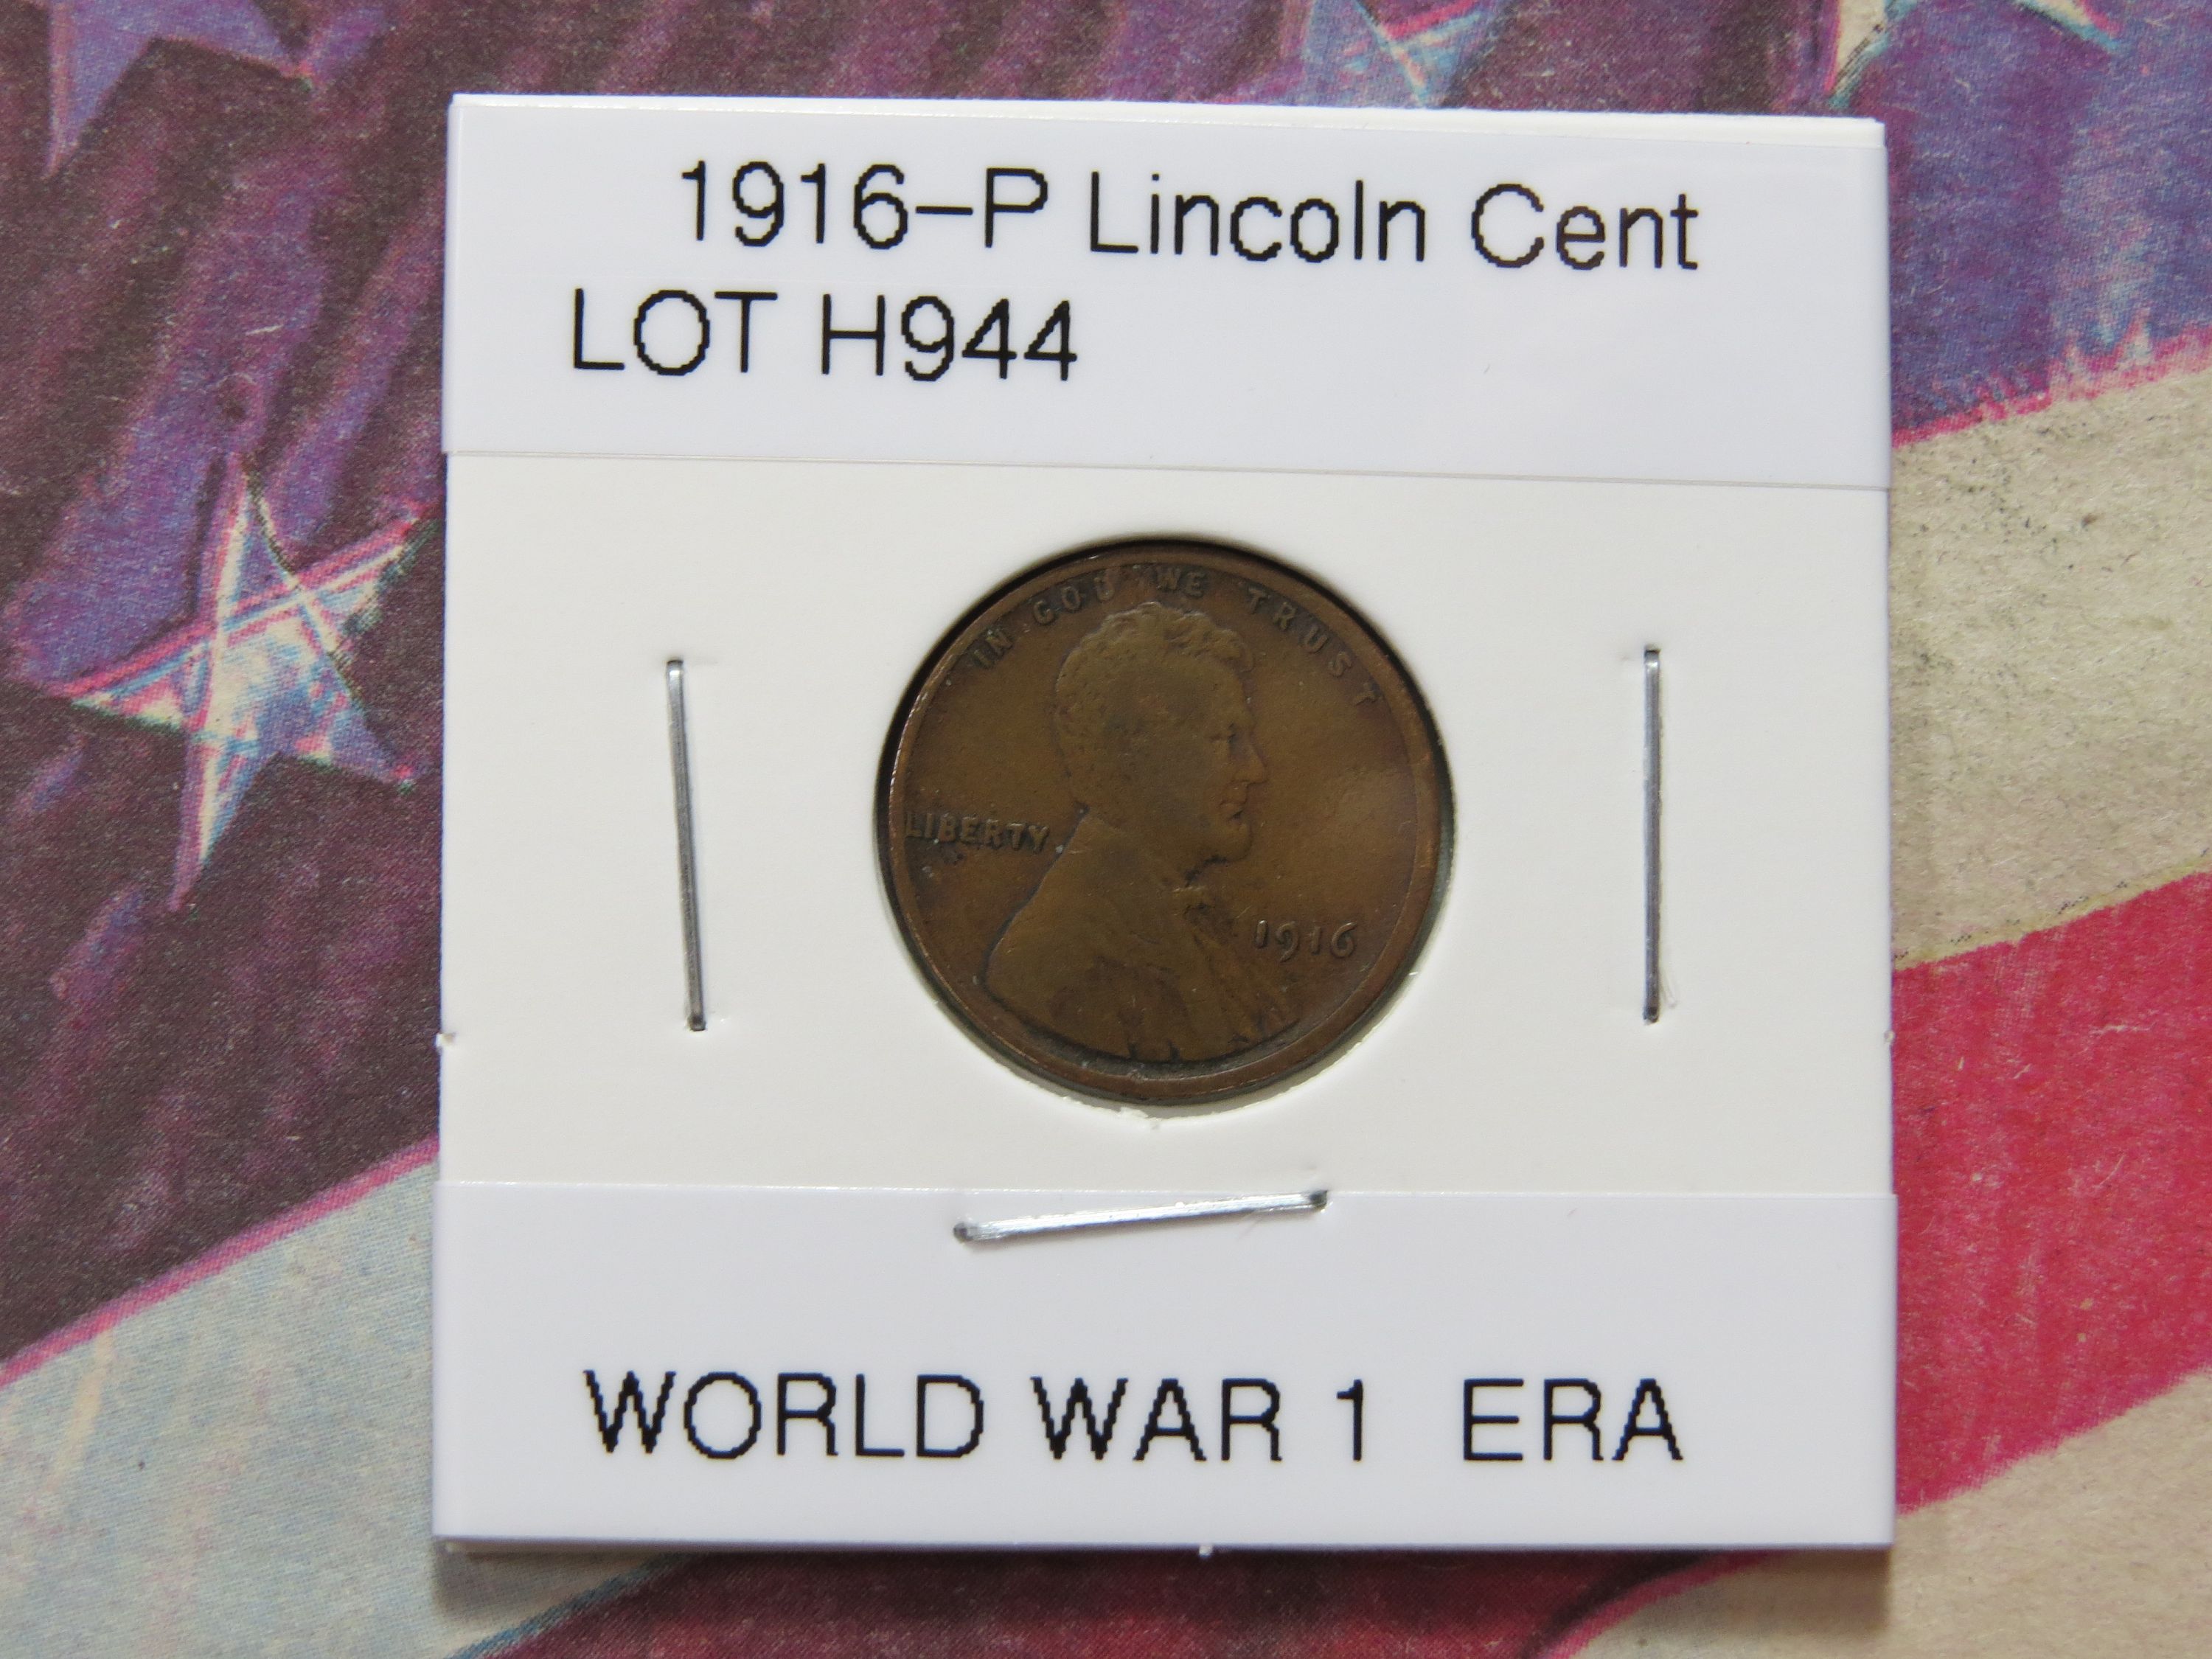 1916-P Lincoln Cent
LOT H944
IN GOD WE TRUST
LIBERTY
1916
WORLD WAR 1 ERA